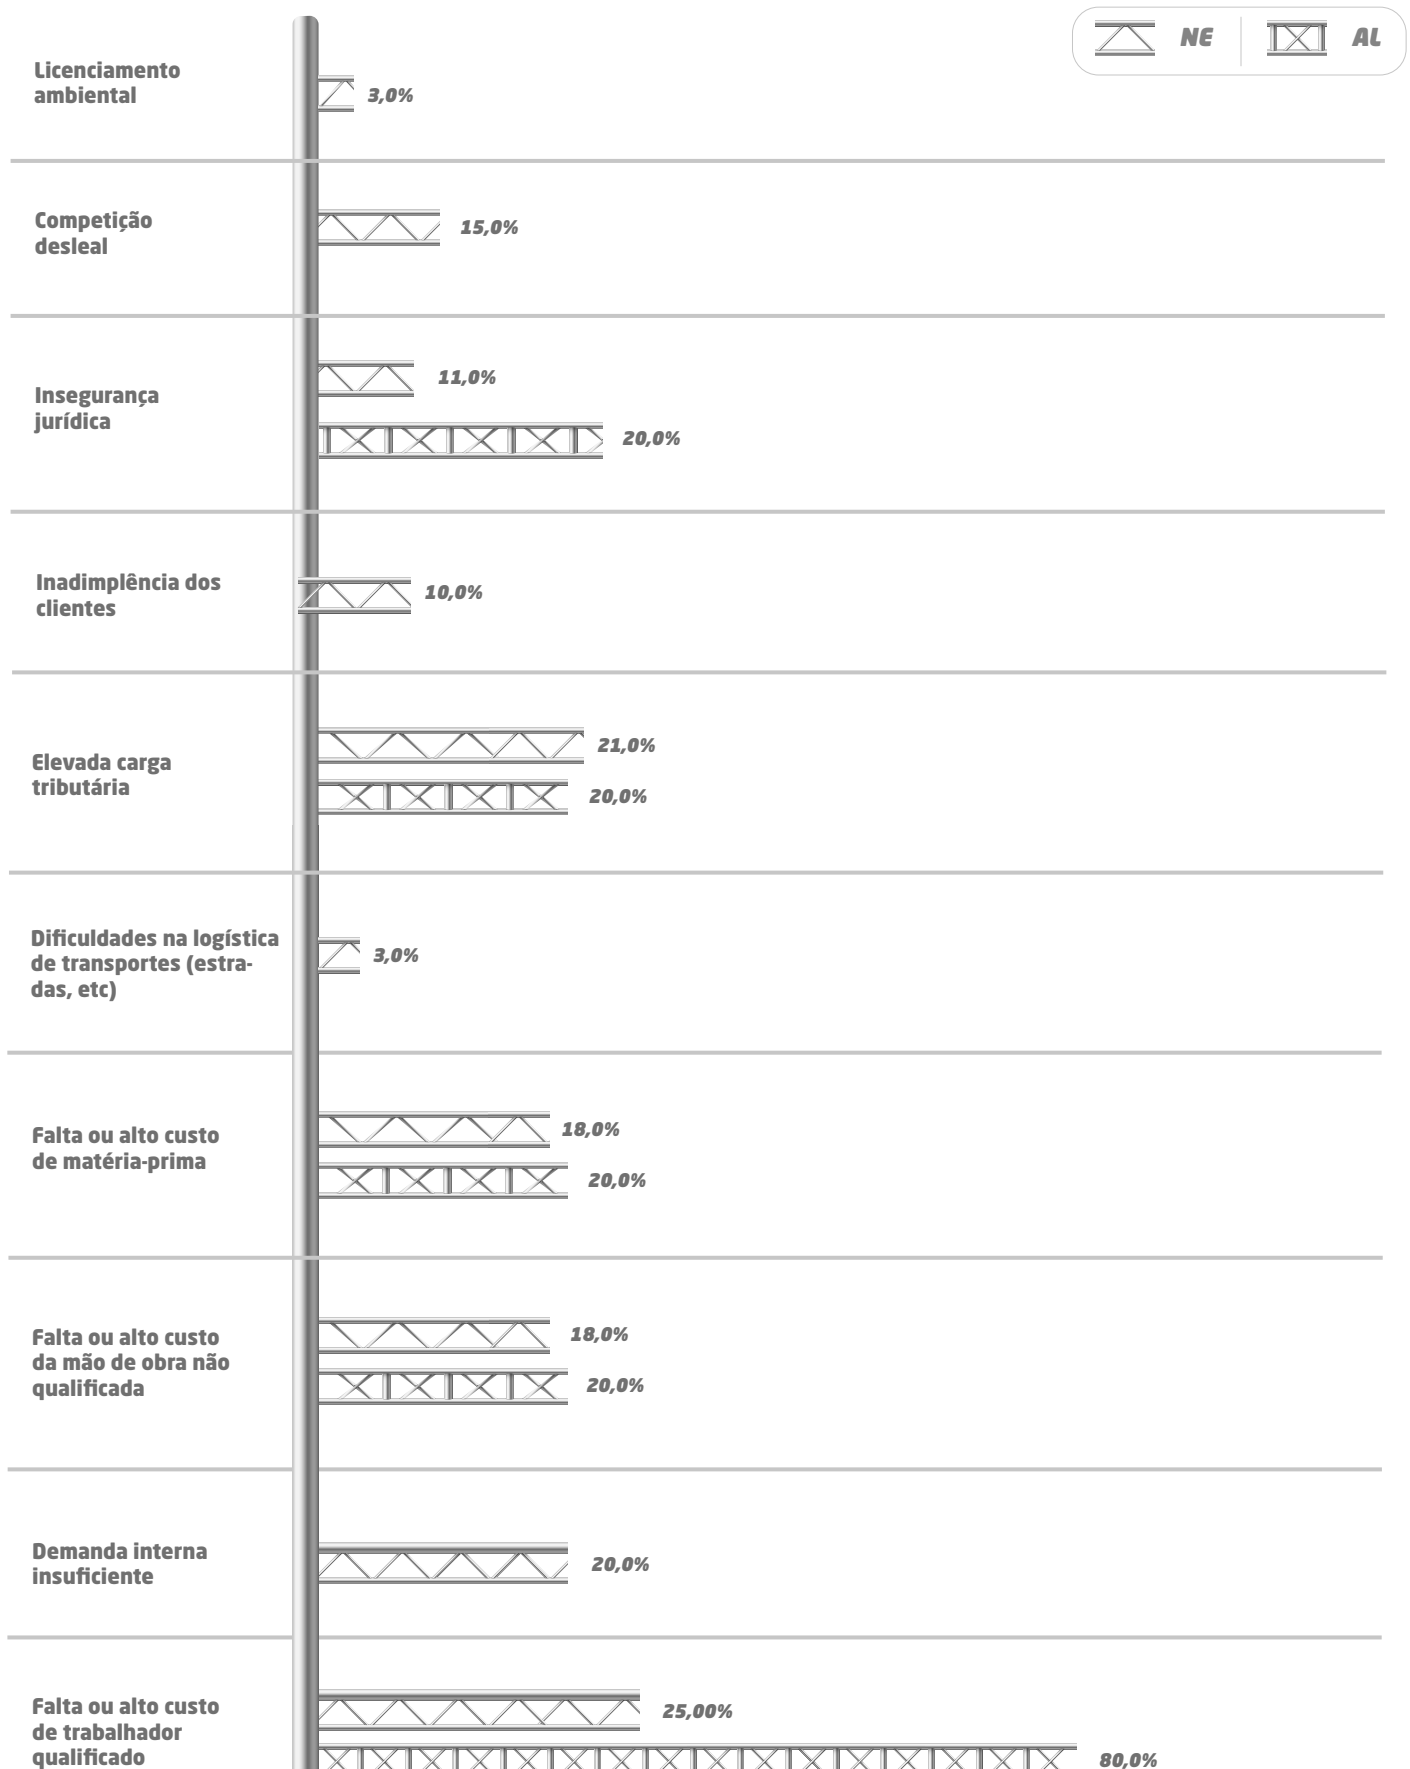 NE
AL
Licenciamento
ambiental
3,0%
Competição
desleal
15,0%
Insegurança
jurídica
11,0%
20,0%
Inadimplência dos
clientes
10,0%
Elevada carga
tributária
21,0%
20,0%
Dificuldades na logística
de transportes (estra-
das, etc)
3,0%
Falta ou alto custo
de matéria-prima
18,0%
20,0%
Falta ou alto custo
da mão de obra não
qualificada
18,0%
20,0%
Demanda interna
insuficiente
20,0%
Falta ou alto custo
de trabalhador
qualificado
25,00%
80,0%